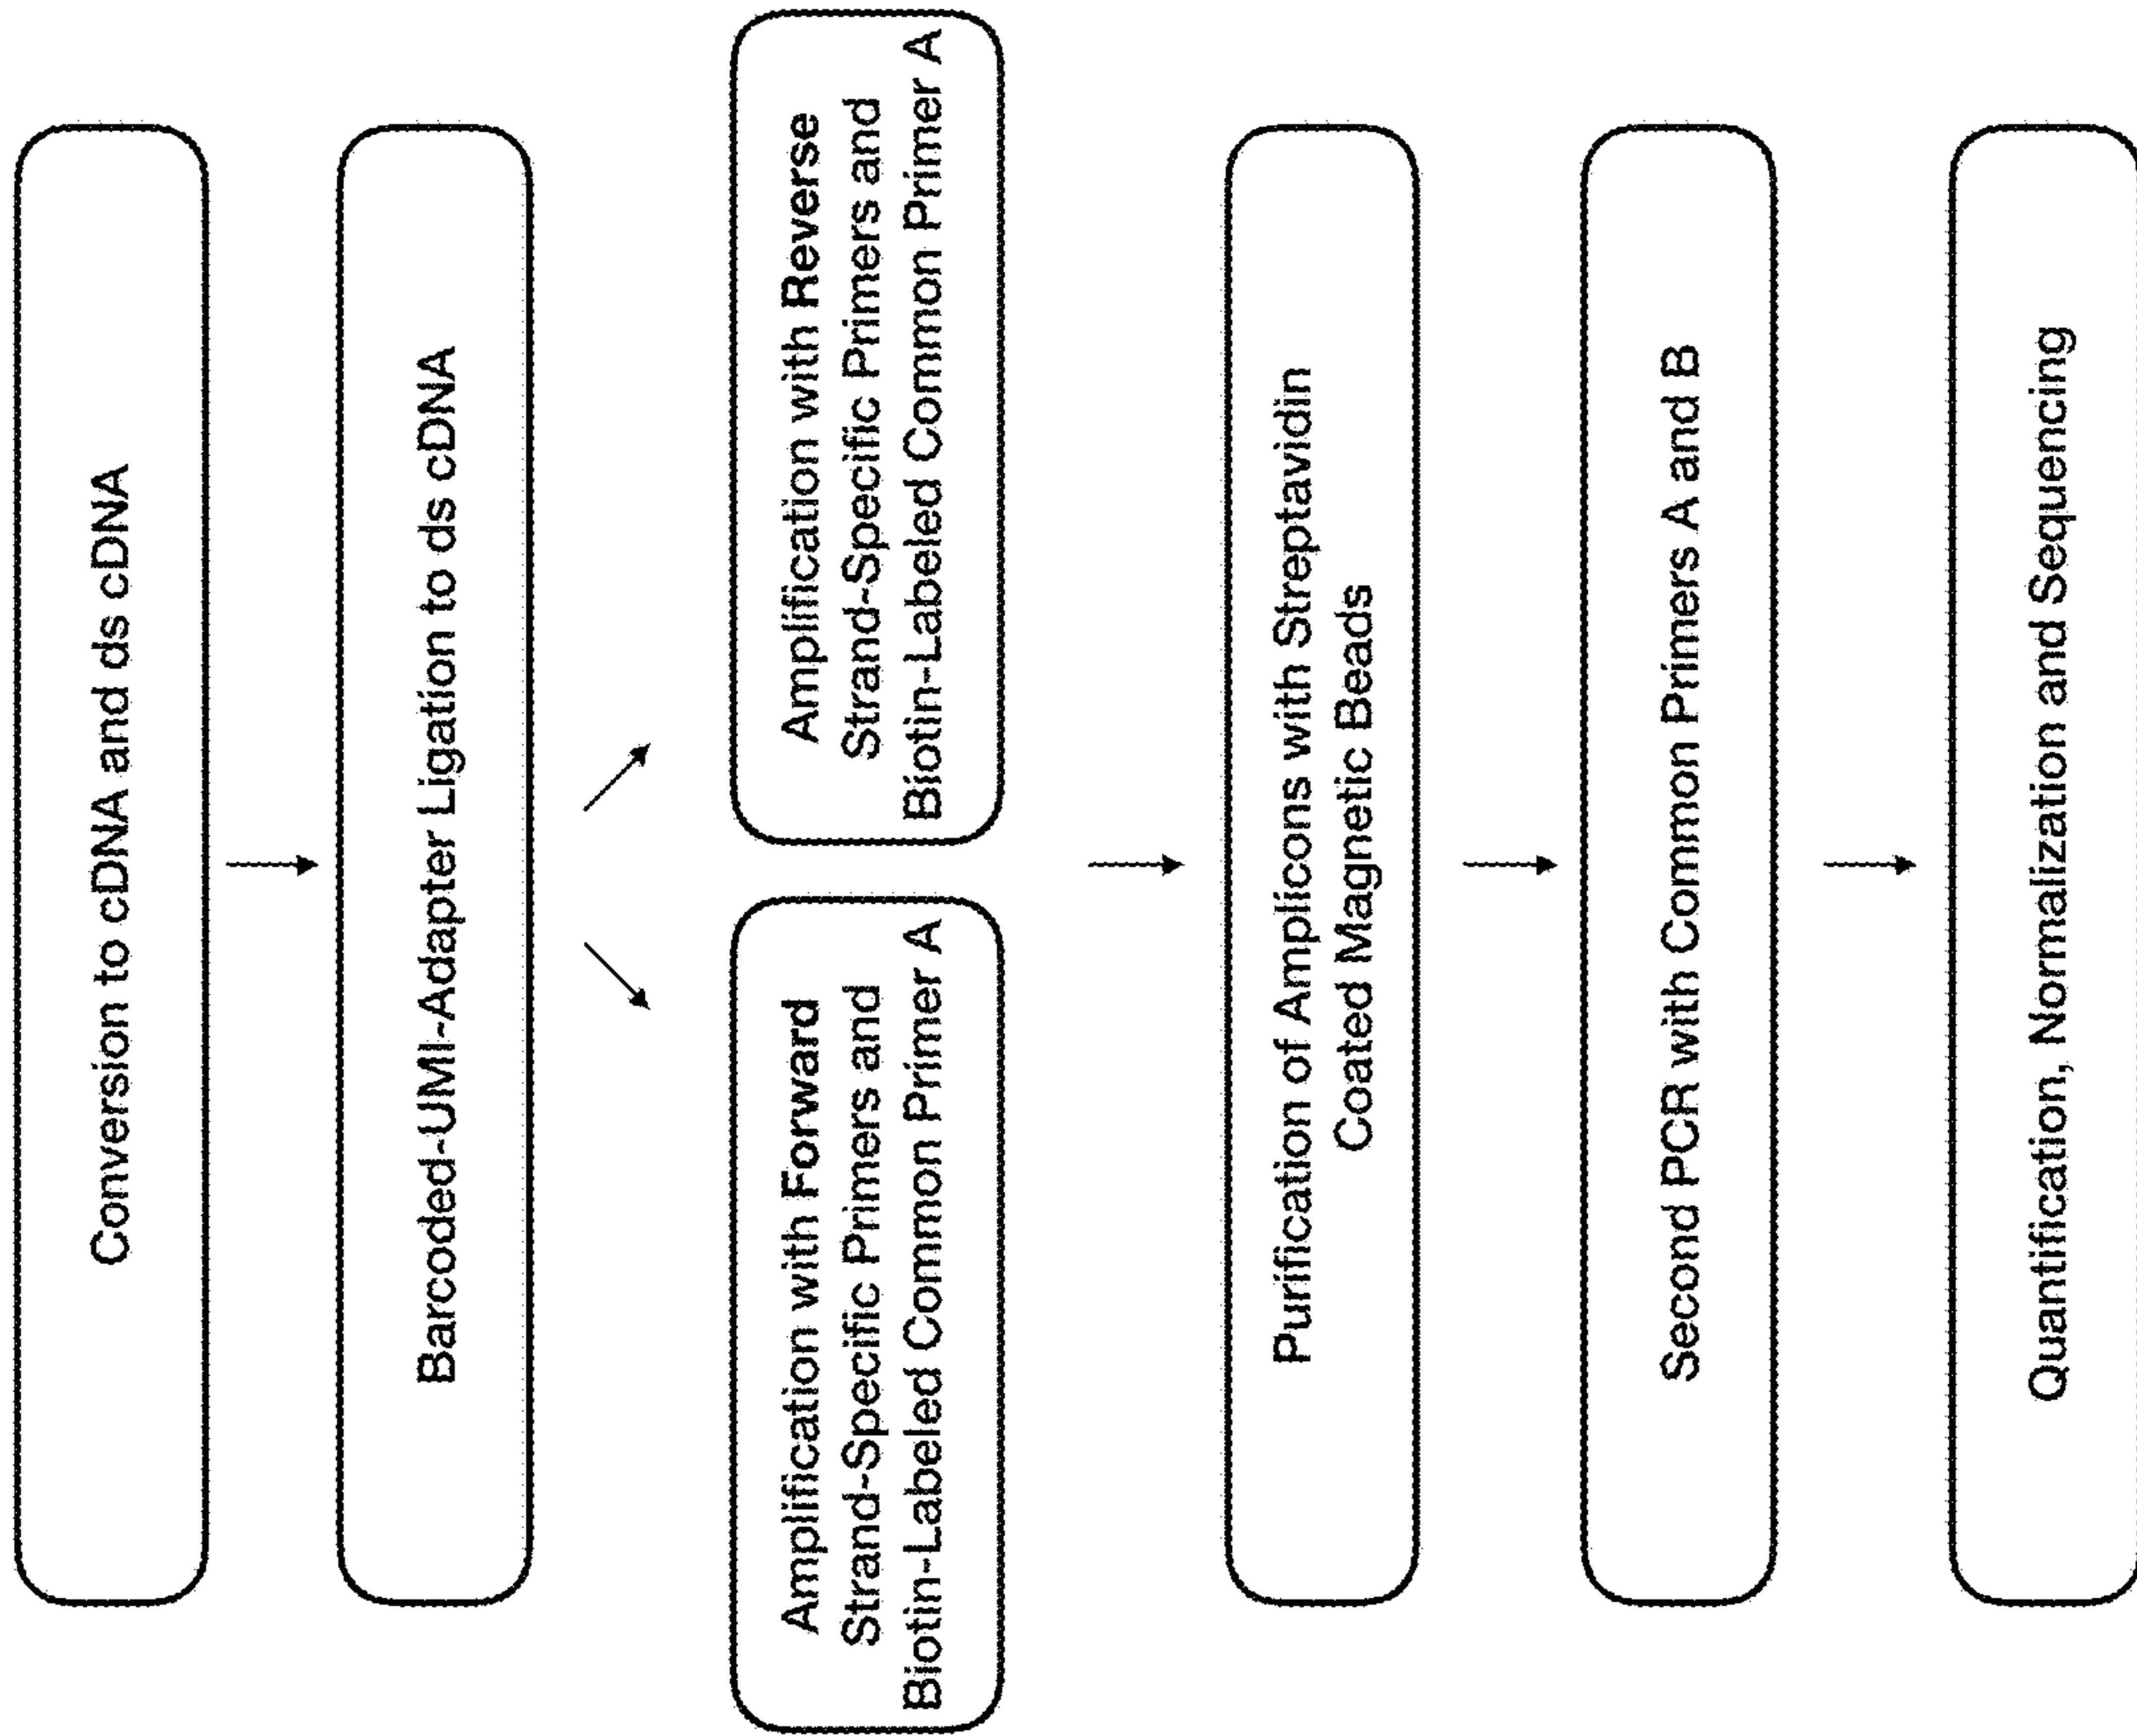 Conversion to cDNA and ds cDNA
Barcoded-UMI-Adapter Ligation to ds cDNA
Amplification with Forward
Strand-Specific Primers and
Biotin-Labeled Common Primer A
Amplification with Reverse
Strand-Specific Primers and
Biotin-Labeled Common Primer A
Purification of Amplicons with Streptavidin
Coated Magnetic Beads
Second PCR with Common Primers A and B
Quantification, Normalization and Sequencing